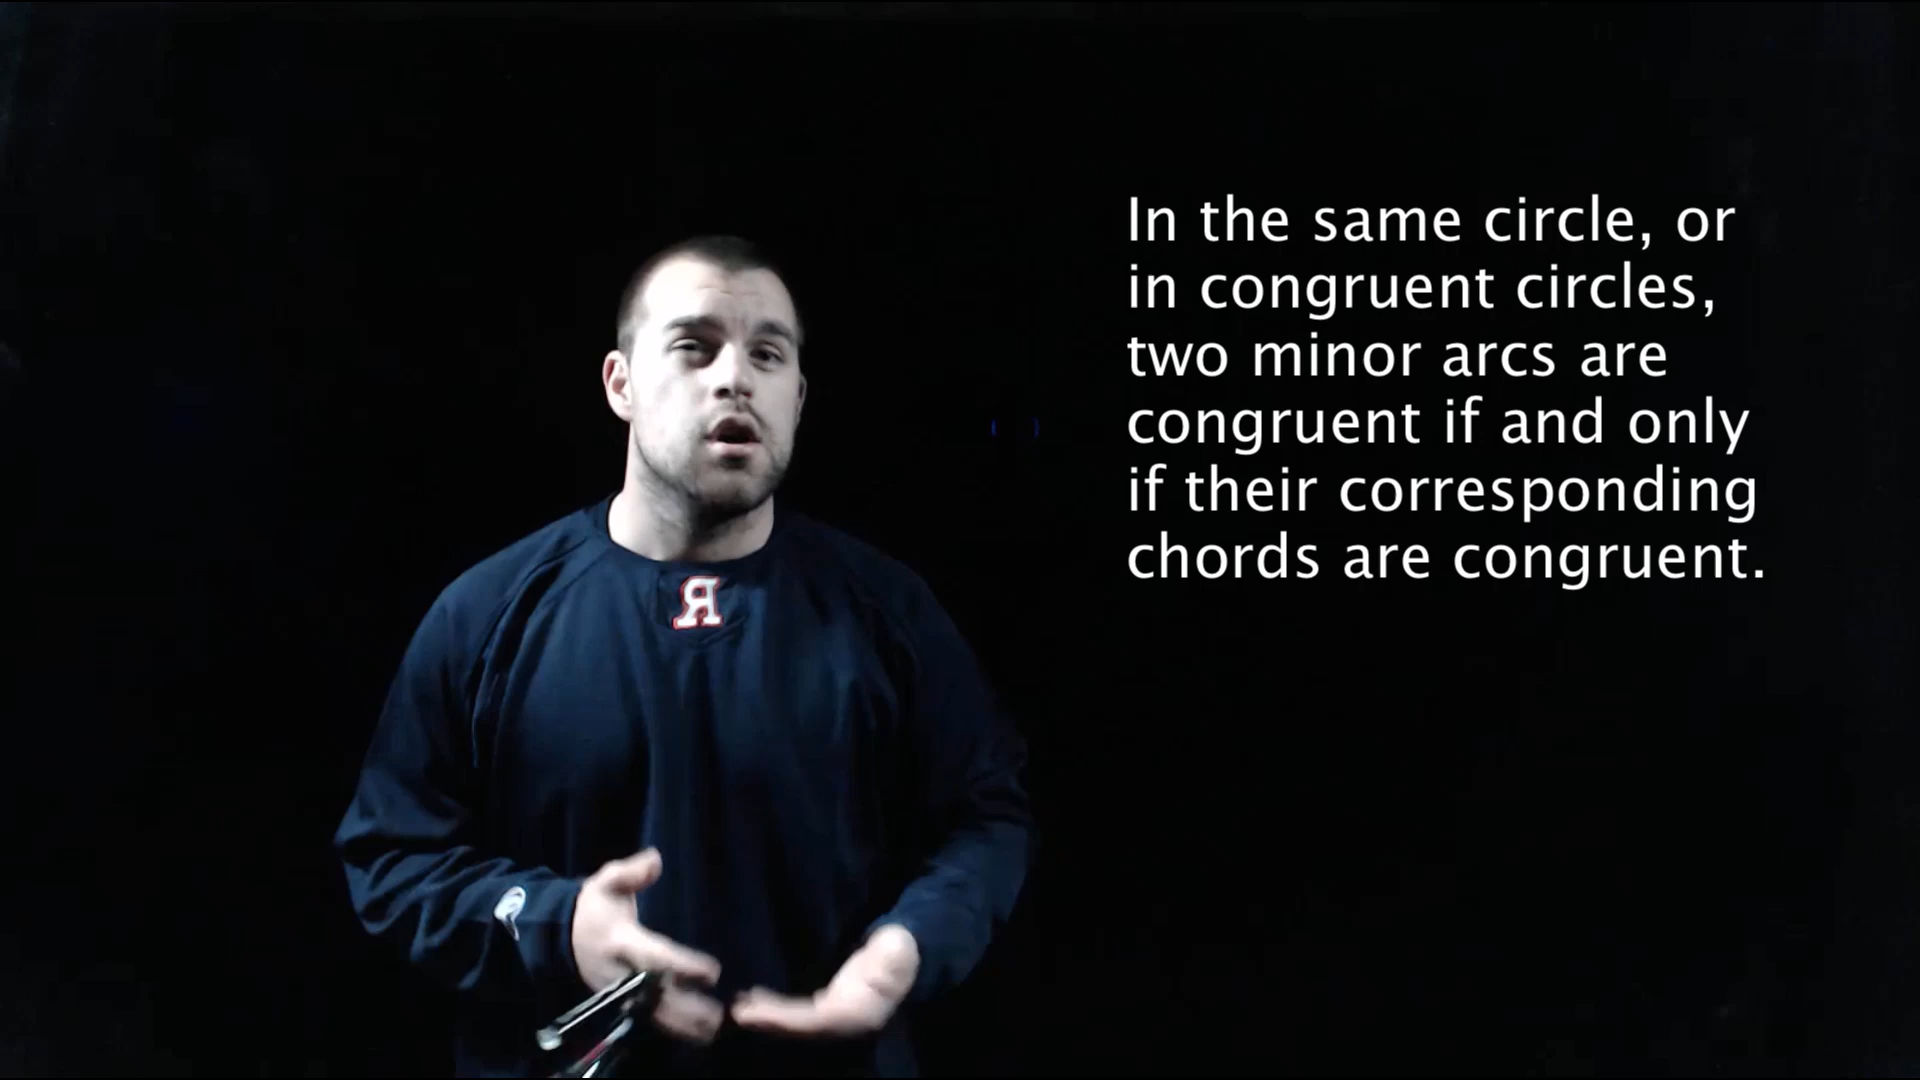 In the same circle, or
in congruent circles,
two minor arcs are
congruent if and only
if their corresponding
chords are congruent.
Я